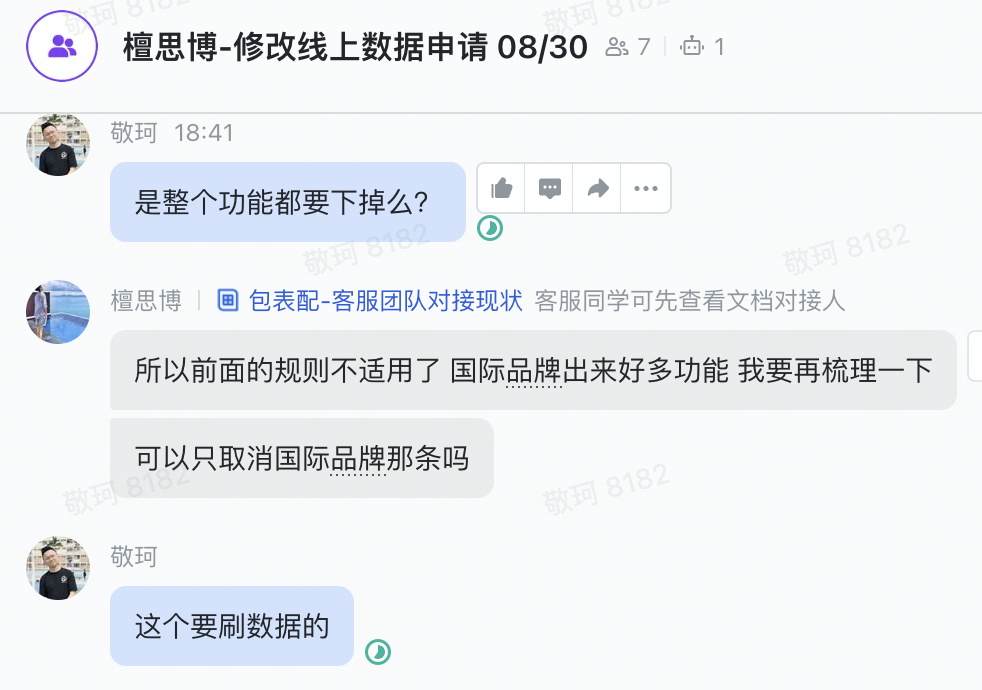 敬珂 8182
敬珂 8182
檀思博-修改线上数据申请 08/30 7 1
敬珂 18:41
是整个功能都要下掉么?
敬珂 8182
敬珂 8182
檀思博 | 包表配-客服团队对接现状 客服同学可先查看文档对接人
所以前面的规则不适用了 国际品牌出来好多功能 我要再梳理一下
可以只取消国际品牌那条吗
敬珂 8182
敬珂 8182
敬珂
这个要刷数据的